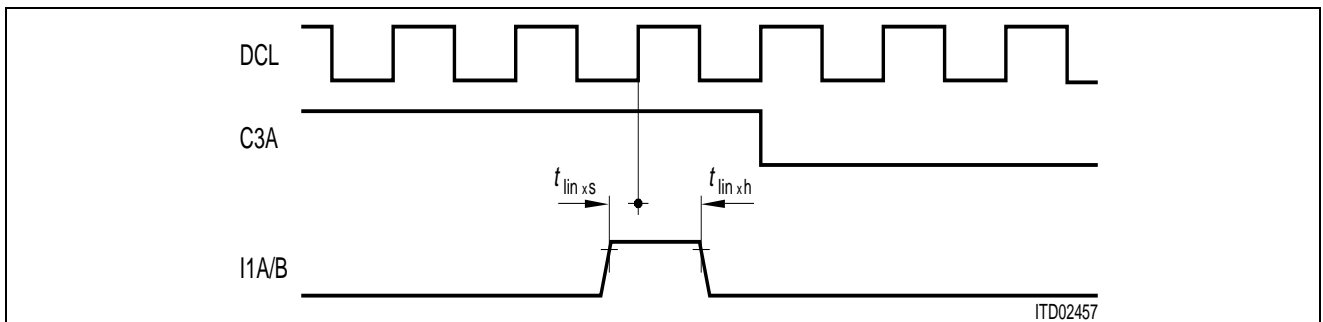 DCL
C3A
t lin xs
t lin xh
I1A/B
ITD02457